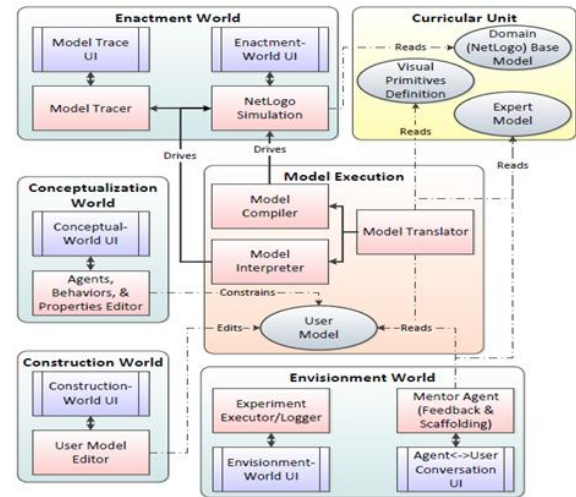 Enactment World
Model Trace
UI
Enactment-
World UI
Model Tracer
NetLogo
Simulation
Curricular Unit
Reads
Domain
(NetLogo) Base
Model
Visual
Primitives
Definition
Expert
Model
Reads
Reads
Drives
Drives
Conceptualization
World
Conceptual-
World UI
Agents,
Behaviors, &
Properties Editor
Model Execution
Model
Compiler
Model Translator
Model
Interpreter
Constrains
User
Model
Edits
Reads
Construction World
Construction-
World UI
User Model
Editor
Envisionment World
Experiment
Executor/Logger
Mentor Agent
(Feedback &
Scaffolding)
Envisionment-
World UI
Agent<->User
Conversation
UI